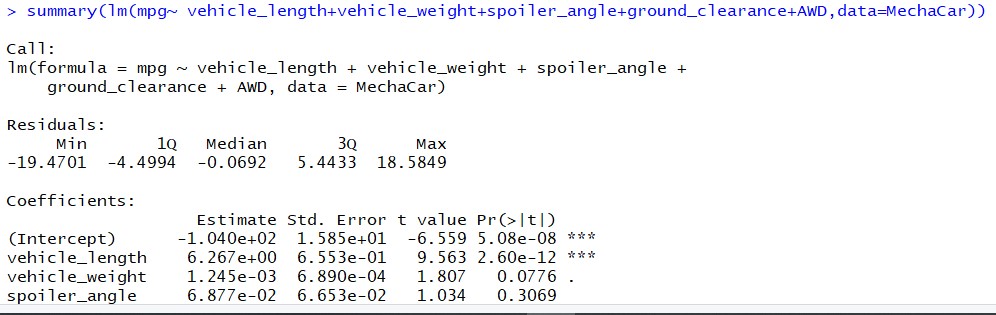 > summary(lm(mpg~ vehicle_length+vehicle_weight+spoiler_angle+ground_clearance+AWD,data=MechaCar))
Call:
lm(formula = mpg ~ vehicle_length + vehicle_weight + spoiler_angle +
    ground_clearance + AWD, data = MechaCar)
Residuals:
     Min       1Q   Median       3Q      Max
-19.4701  -4.4994  -0.0692   5.4433  18.5849
Coefficients:
                   Estimate Std. Error t value Pr(>|t|)
(Intercept)      -1.040e+02  1.585e+01  -6.559 5.08e-08 ***
vehicle_length    6.267e+00  6.553e-01   9.563 2.60e-12 ***
vehicle_weight    1.245e-03  6.890e-04   1.807   0.0776 .
spoiler_angle     6.877e-02  6.653e-02   1.034   0.3069